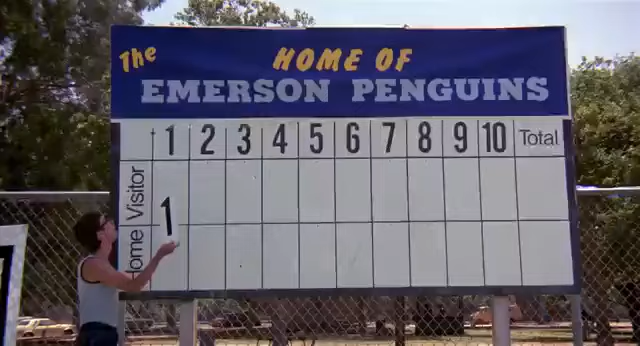 The
HOME OF
EMERSON PENGUINS
1 2 3 4 5 6 7 8 9 10 Total
Visitor 1
Home